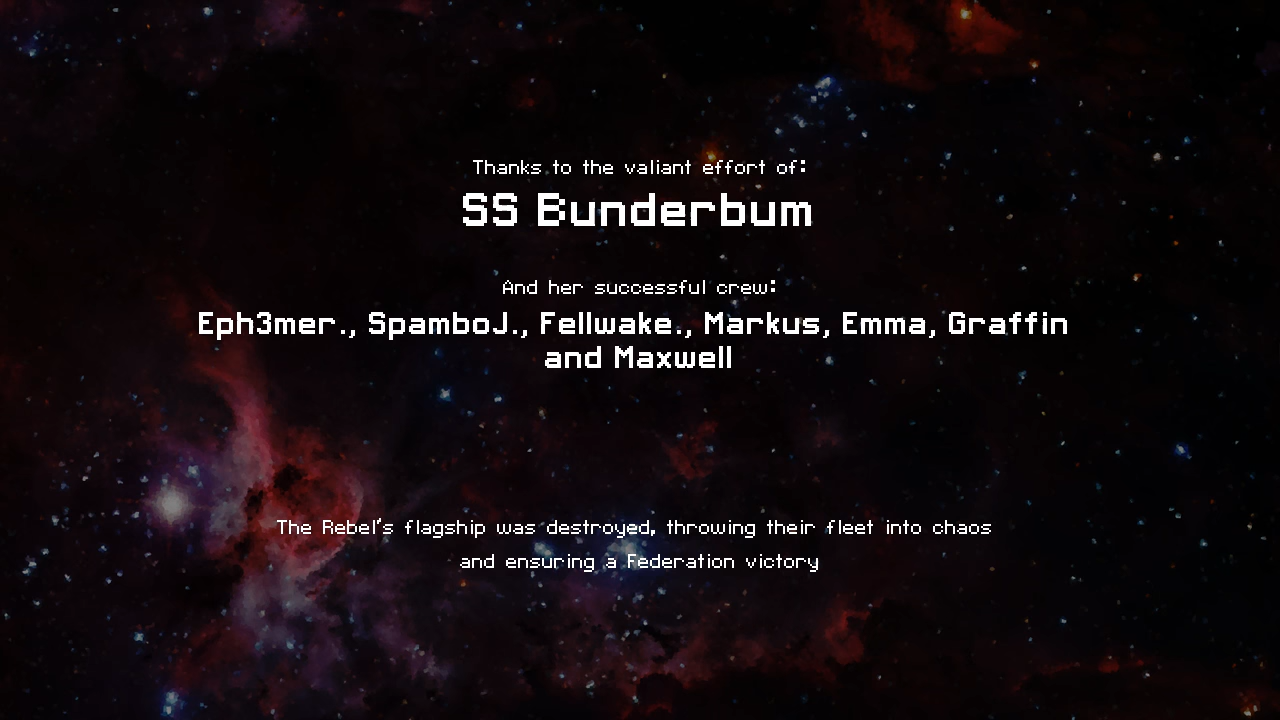 Thanks to the valiant effort of:
SS Bunderbum
And her successful crew:
Eph3mer., SpamboJ., Fellwake., Markus, Emma, Graffin
and Maxwell
The Rebel's flagship was destroyed, throwing their fleet into chaos
and ensuring a Federation victory